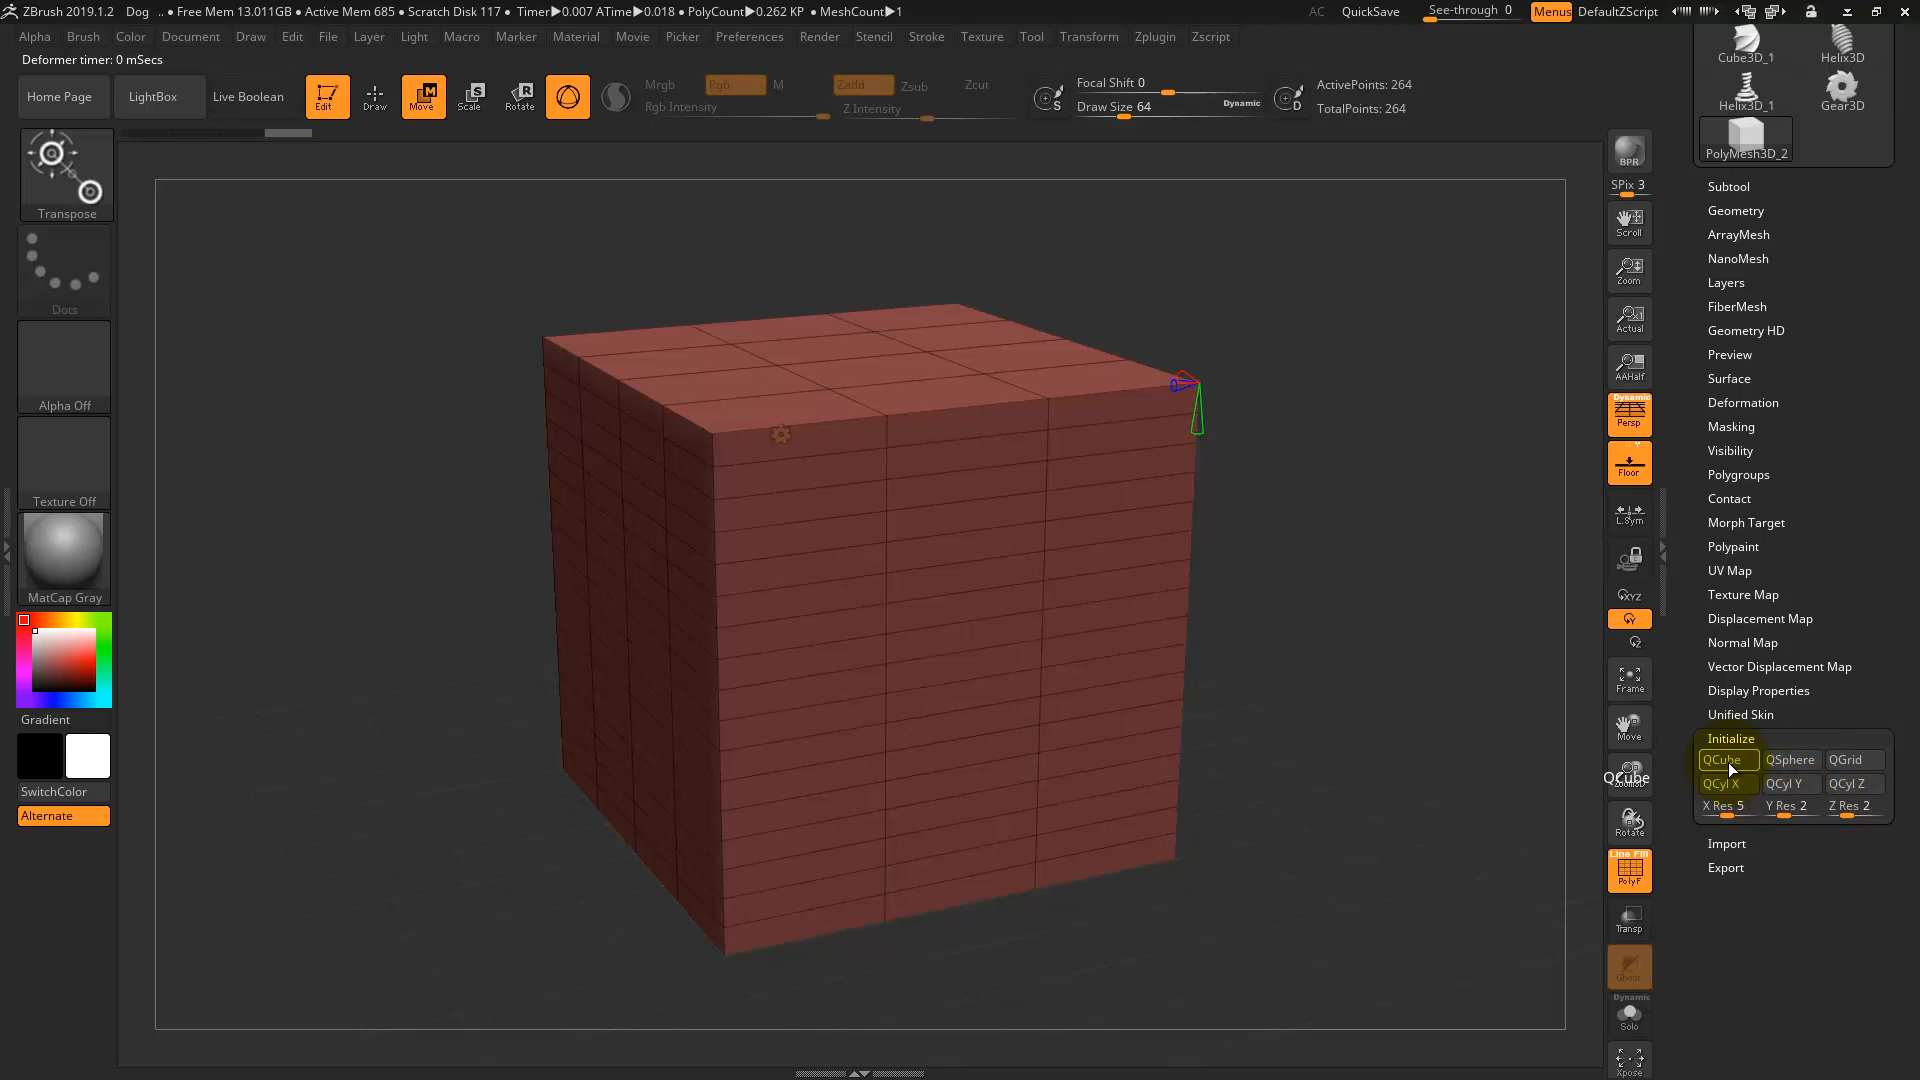 ZBrush 2019.1.2 Dog .. • Free Mem 13.011GB • Active Mem 685 • Scratch Disk 117 • Timer▶0.007 ATime▶0.018 • PolyCount▶0.262 KP • MeshCount▶1 AC QuickSave See-through 0 Menus DefaultZScript
Alpha Brush Color Document Draw Edit File Layer Light Macro Marker Material Movie Picker Preferences Render Stencil Stroke Texture Tool Transform Zplugin Zscript
Deformer timer: 0 mSecs
Home Page LightBox Live Boolean Edit Draw Move Scale Rotate
Mrgb Rgb M Zadd Zsub Zcut
Rgb Intensity Z Intensity
S Focal Shift 0
Draw Size 64 Dynamic
D ActivePoints: 264
TotalPoints: 264
Transpose
Dots
Alpha Off
Texture Off
MatCap Gray
Gradient
SwitchColor
Alternate
BPR
SPix 3
Scroll
Zoom
Actual
AAHalf
Dynamic
Persp
Floor
L.Sym
XYZ
Y
Z
Frame
Move
Zoom3D
QCube
Rotate
Line Fill
PolyF
Transp
Ghost
Dynamic
Solo
Xpose
Cube3D_1 Helix3D
Helix3D_1 Gear3D
PolyMesh3D_2
Subtool
Geometry
ArrayMesh
NanoMesh
Layers
FiberMesh
Geometry HD
Preview
Surface
Deformation
Masking
Visibility
Polygroups
Contact
Morph Target
Polypaint
UV Map
Texture Map
Displacement Map
Normal Map
Vector Displacement Map
Display Properties
Unified Skin
Initialize
QCube QSphere QGrid
QCyl X QCyl Y QCyl Z
X Res 5 Y Res 2 Z Res 2
Import
Export